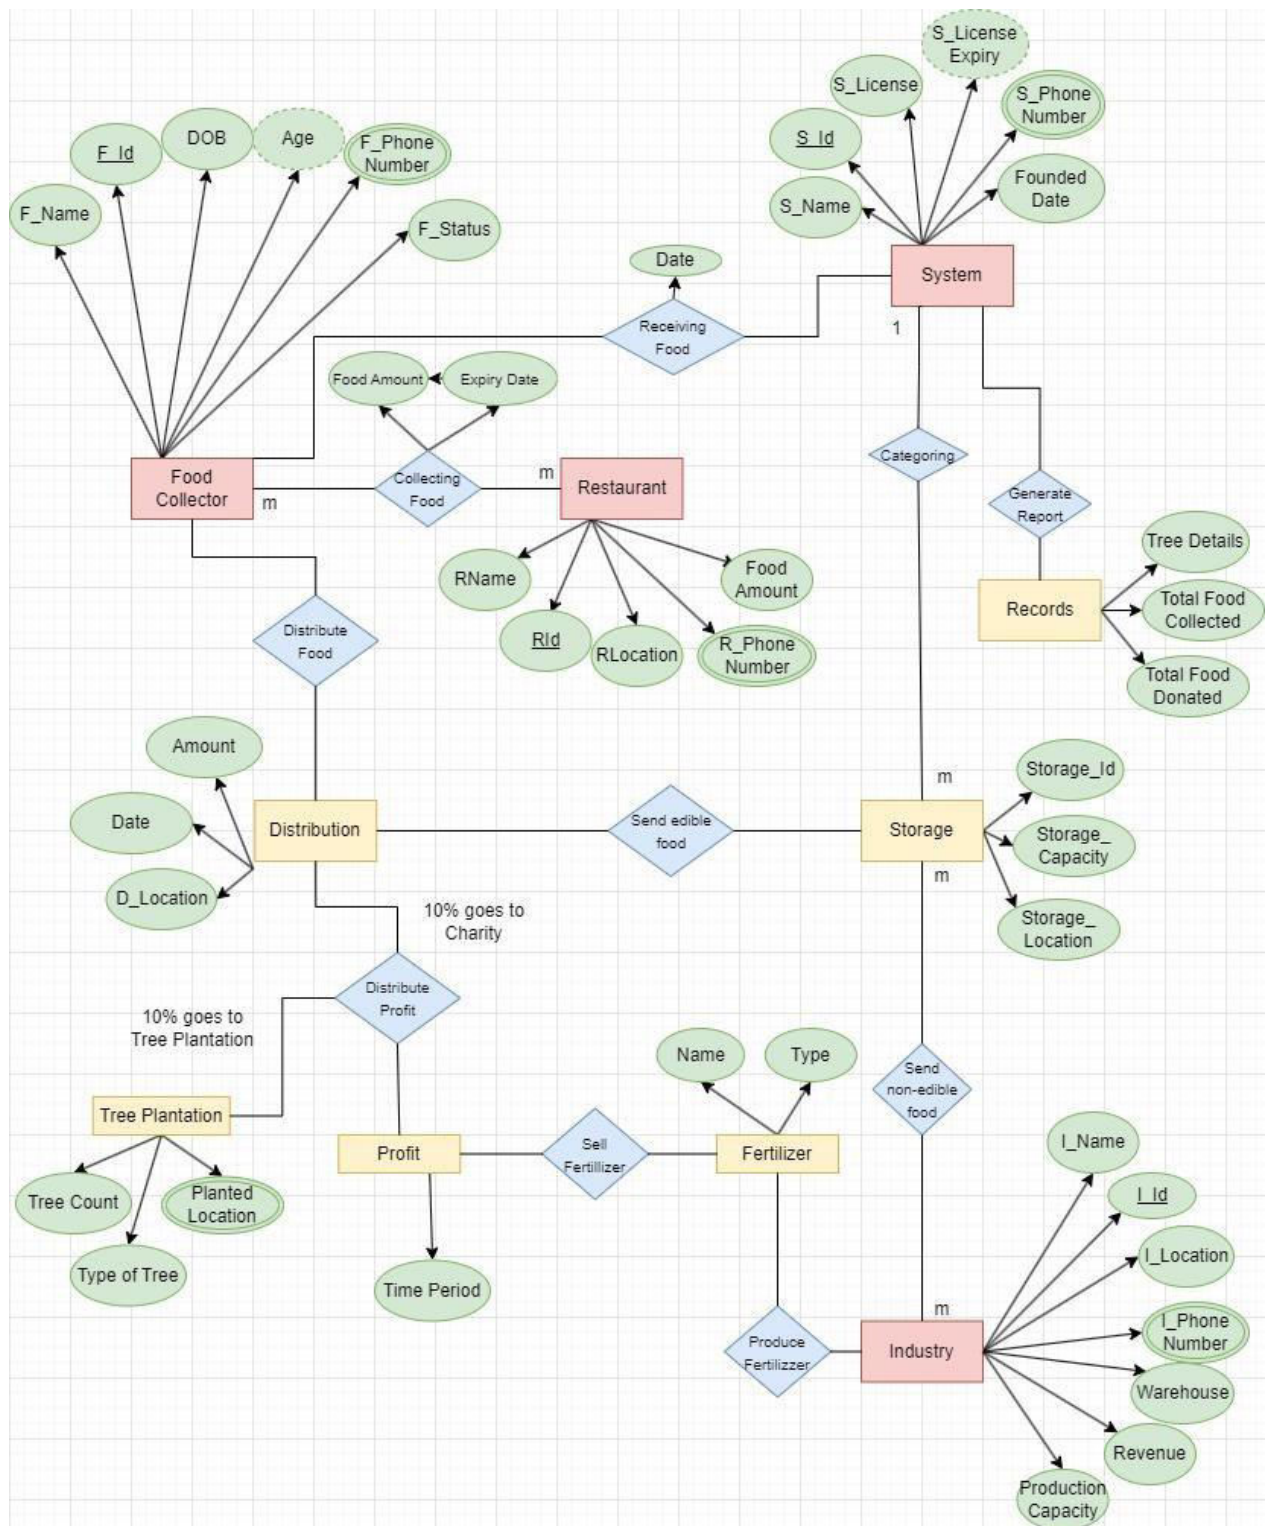 S_License
Expiry
S_License
S_Phone
Number
S_Id
Founded
Date
S_Name
System
F_Id
DOB
Age
F_Phone
Number
F_Name
F_Status
Date
Receiving
Food
1
Food Amount
Expiry Date
Food
Collector
m
Collecting
Food
m
Restaurant
Categoring
Generate
Report
RName
Food
Amount
RId
RLocation
R_Phone
Number
Records
Tree Details
Total Food
Collected
Total Food
Donated
Distribute
Food
Amount
Date
D_Location
Distribution
Send edible
food
m
Storage
m
Storage_Id
Storage_
Capacity
Storage_
Location
10% goes to
Charity
Distribute
Profit
10% goes to
Tree Plantation
Tree Plantation
Tree Count
Planted
Location
Type of Tree
Profit
Time Period
Sell
Fertillizer
Name
Type
Fertilizer
Send
non-edible
food
m
Produce
Fertilizzer
Industry
I_Name
I_Id
I_Location
I_Phone
Number
Warehouse
Revenue
Production
Capacity